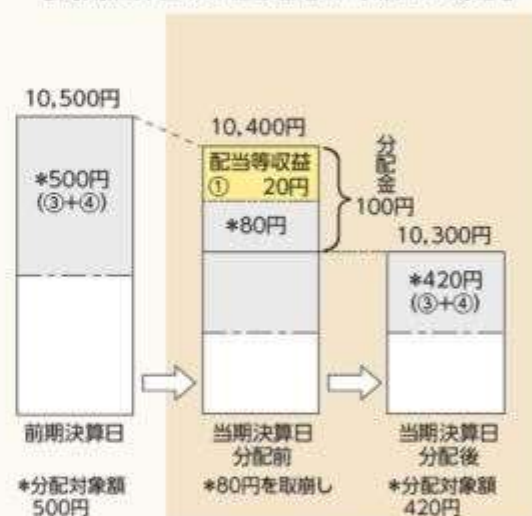 10,500円
*500円
(③+④)
前期決算日
*分配対象額
500円
10,400円
配当等収益
① 20円
*80円
分配金
100円
当期決算日
分配前
*80円を取崩し
10,300円
*420円
(③+④)
当期決算日
分配後
*分配対象額
420円